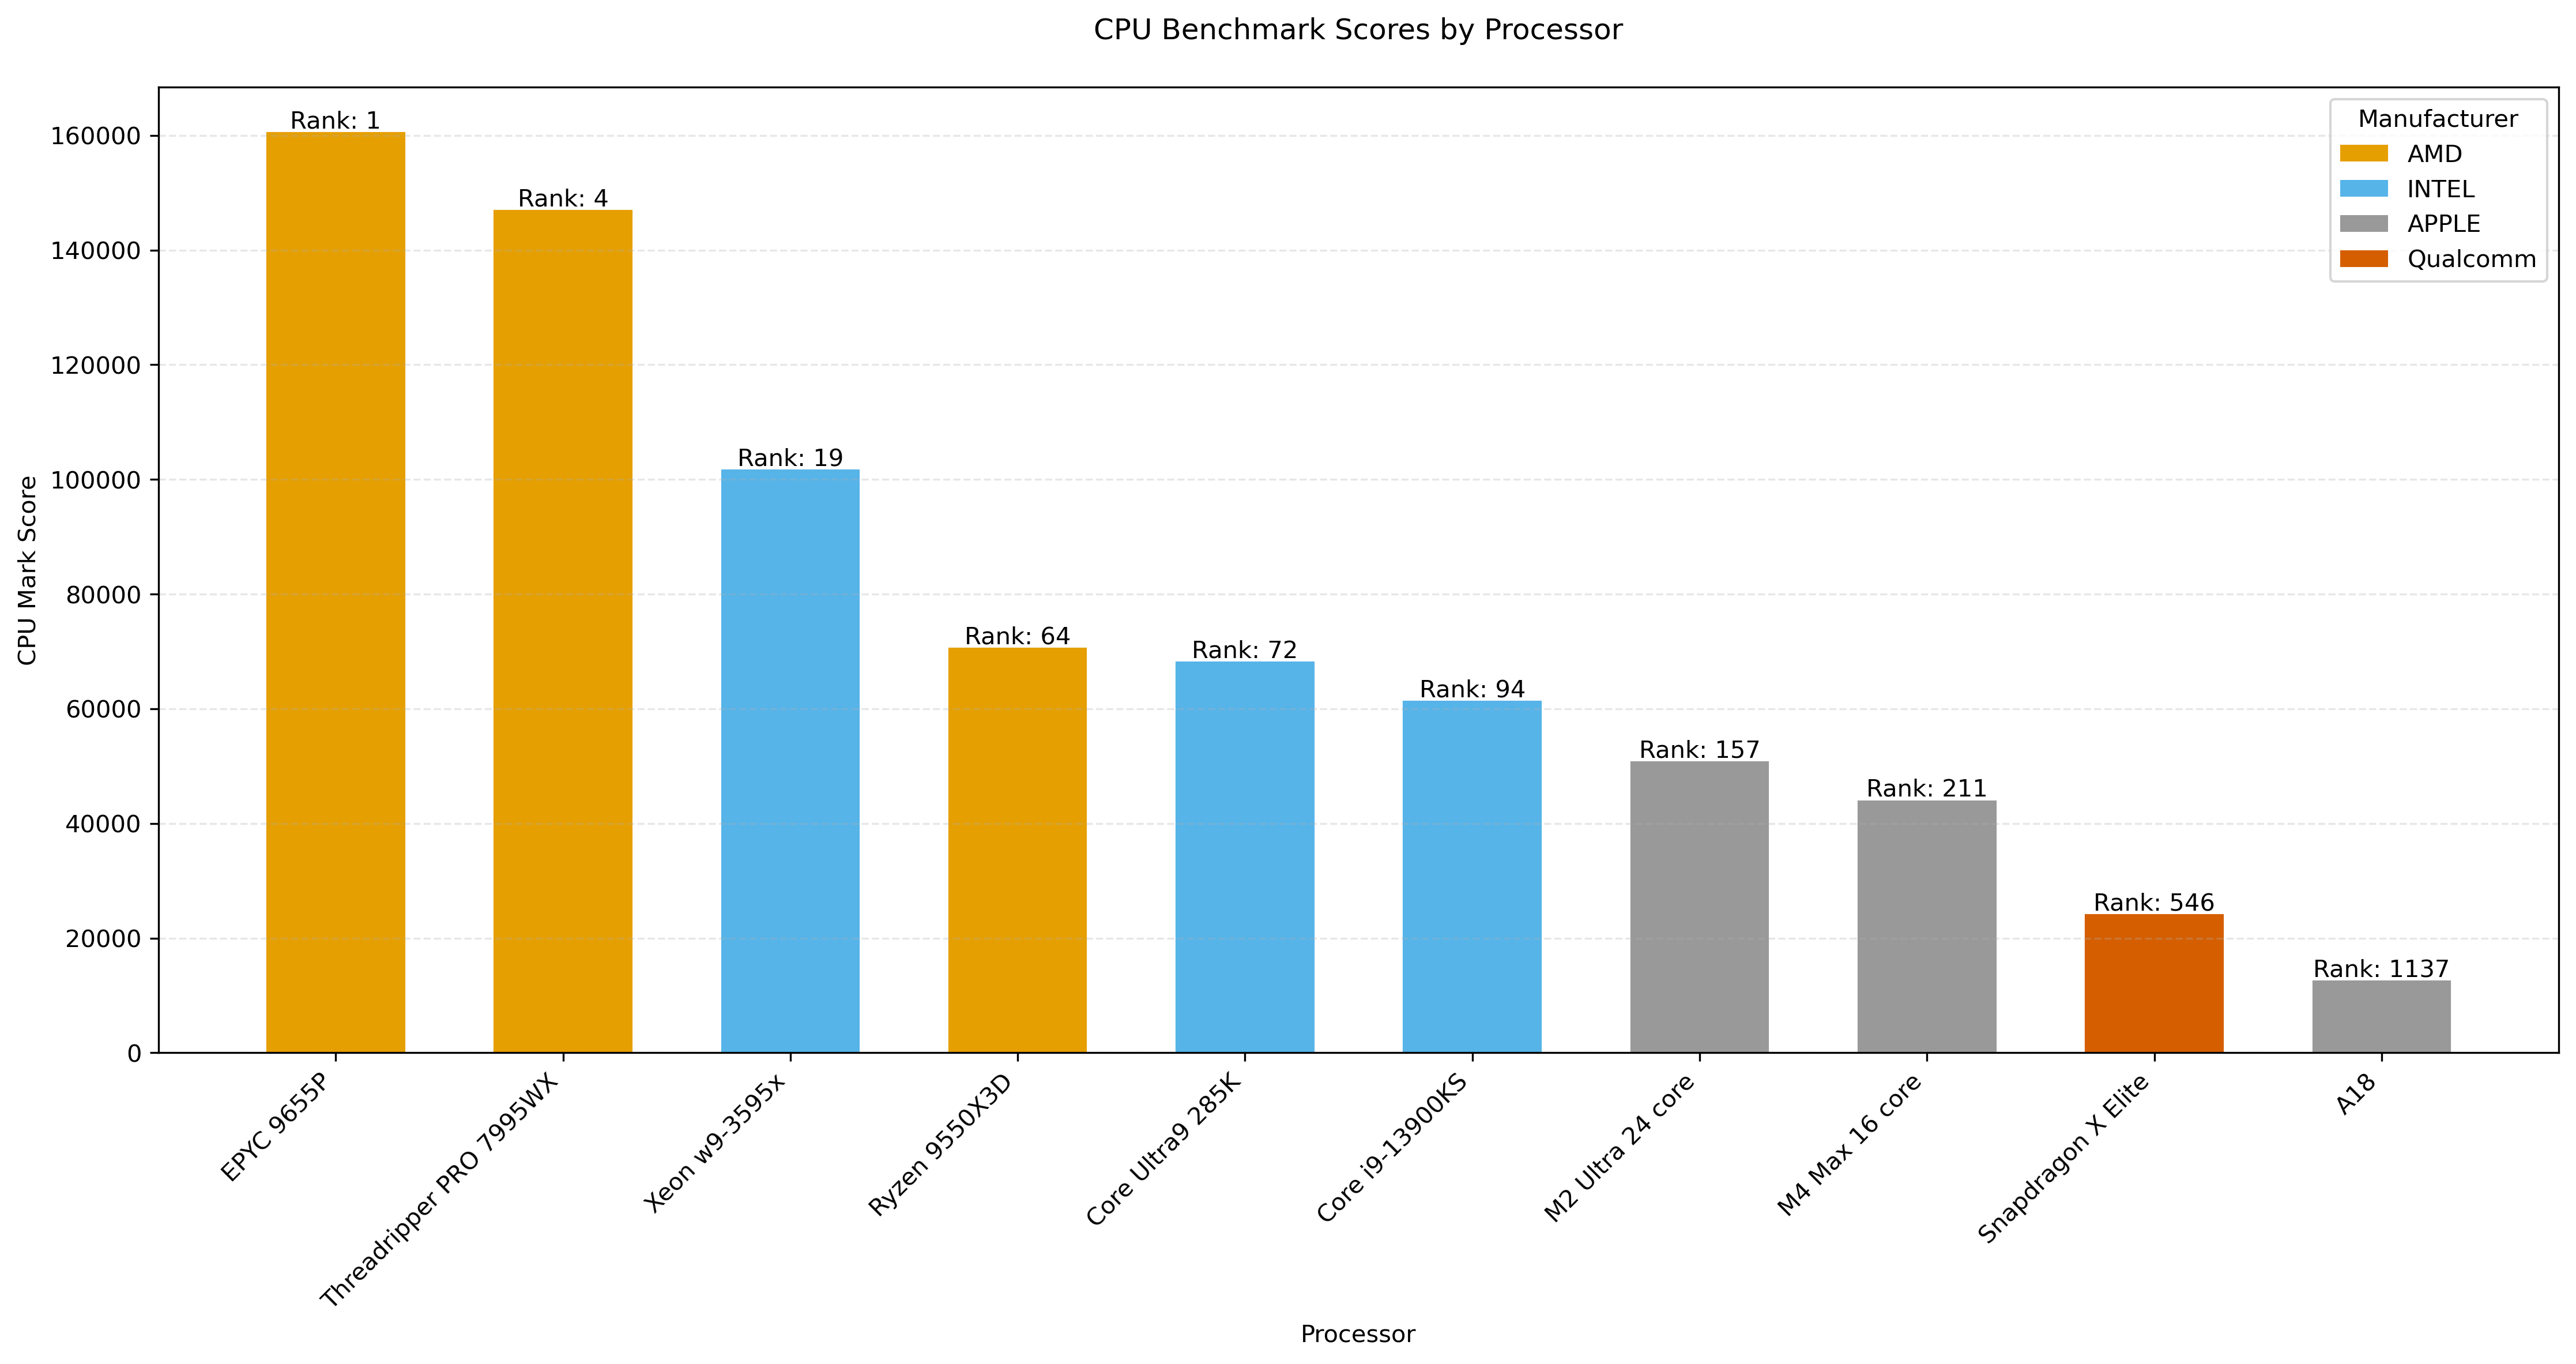 CPU Benchmark Scores by Processor
Manufacturer
AMD
INTEL
APPLE
Qualcomm
CPU Mark Score
160000
140000
120000
100000
80000
60000
40000
20000
0
Rank: 1
Rank: 4
Rank: 19
Rank: 64
Rank: 72
Rank: 94
Rank: 157
Rank: 211
Rank: 546
Rank: 1137
EPYC 9655P
Threadripper PRO 7995WX
Xeon w9-3595x
Ryzen 9550X3D
Core Ultra9 285K
Core i9-13900KS
M2 Ultra 24 core
M4 Max 16 core
Snapdragon X Elite
A18
Processor